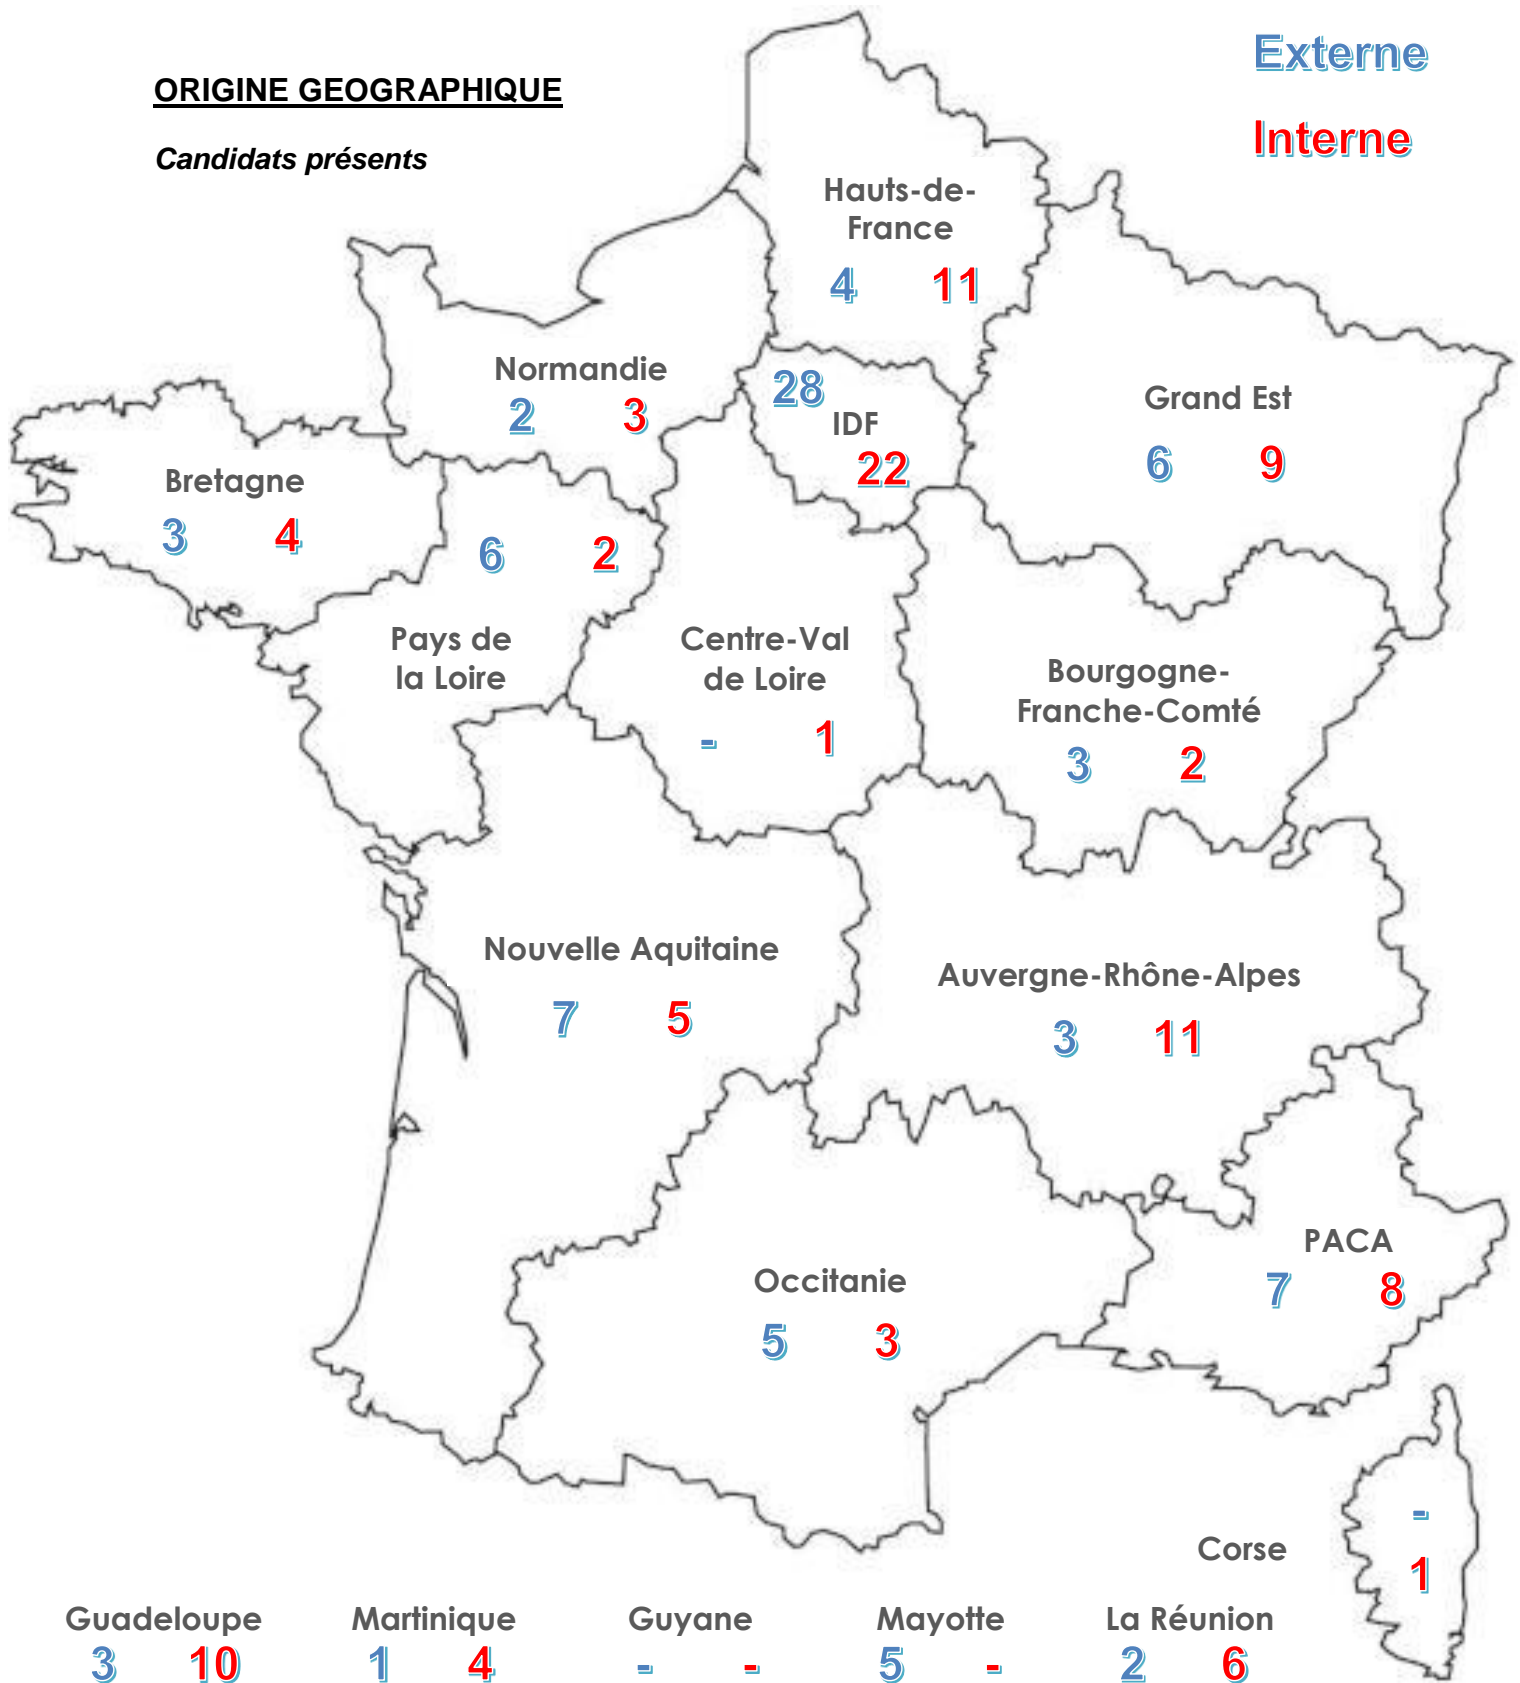 ORIGINE GEOGRAPHIQUE
Candidats présents
Externe
Interne
Hauts-de-
France
4 11
Normandie
2 3
28
IDF
22
Grand Est
6 9
Bretagne
3 4
6 2
Pays de
la Loire
Centre-Val
de Loire
- 1
Bourgogne-
Franche-Comté
3 2
Nouvelle Aquitaine
7 5
Auvergne-Rhône-Alpes
3 11
PACA
7 8
Occitanie
5 3
Corse
-
1
Guadeloupe Martinique Guyane Mayotte La Réunion
3 10 1 4 - - 5 - 2 6